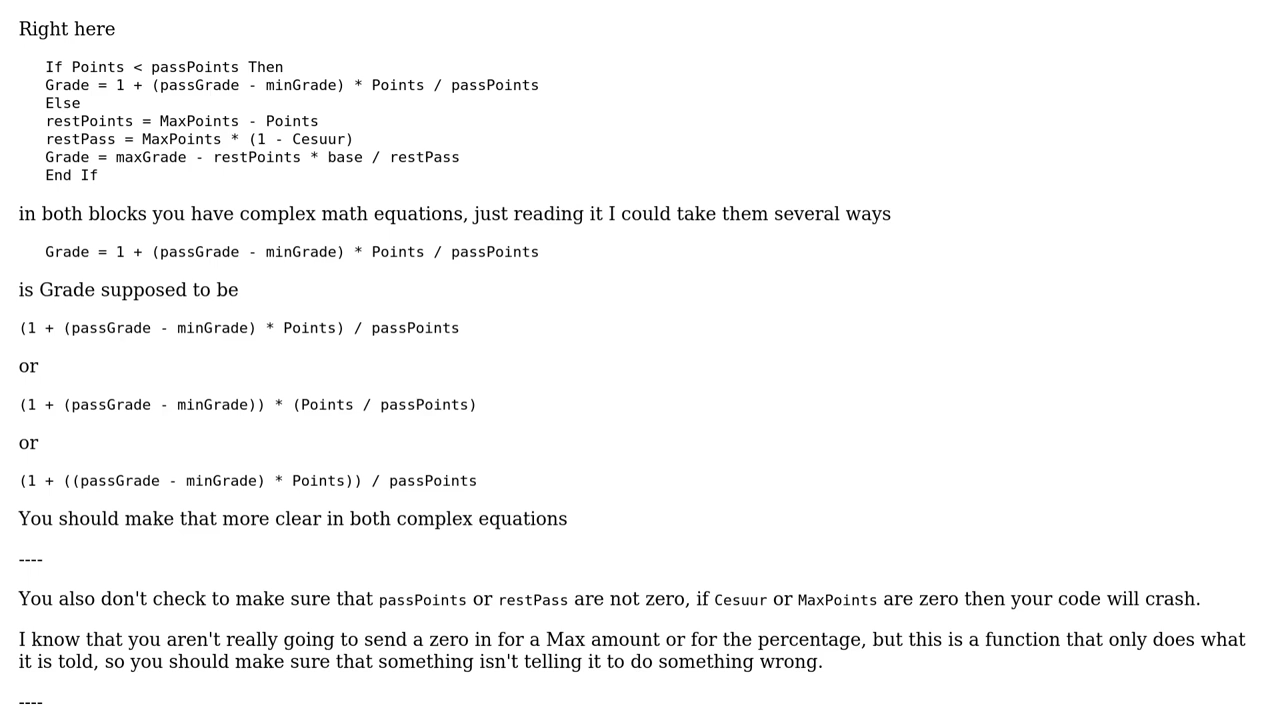 Right here
If Points < passPoints Then
Grade = 1 + (passGrade - minGrade) * Points / passPoints
Else
restPoints = MaxPoints - Points
restPass = MaxPoints * (1 - Cesuur)
Grade = maxGrade - restPoints * base / restPass
End If
in both blocks you have complex math equations, just reading it I could take them several ways
Grade = 1 + (passGrade - minGrade) * Points / passPoints
is Grade supposed to be
(1 + (passGrade - minGrade) * Points) / passPoints
or
(1 + (passGrade - minGrade)) * (Points / passPoints)
or
(1 + ((passGrade - minGrade) * Points)) / passPoints
You should make that more clear in both complex equations
----
You also don't check to make sure that passPoints or restPass are not zero, if Cesuur or MaxPoints are zero then your code will crash.
I know that you aren't really going to send a zero in for a Max amount or for the percentage, but this is a function that only does what
it is told, so you should make sure that something isn't telling it to do something wrong.
----